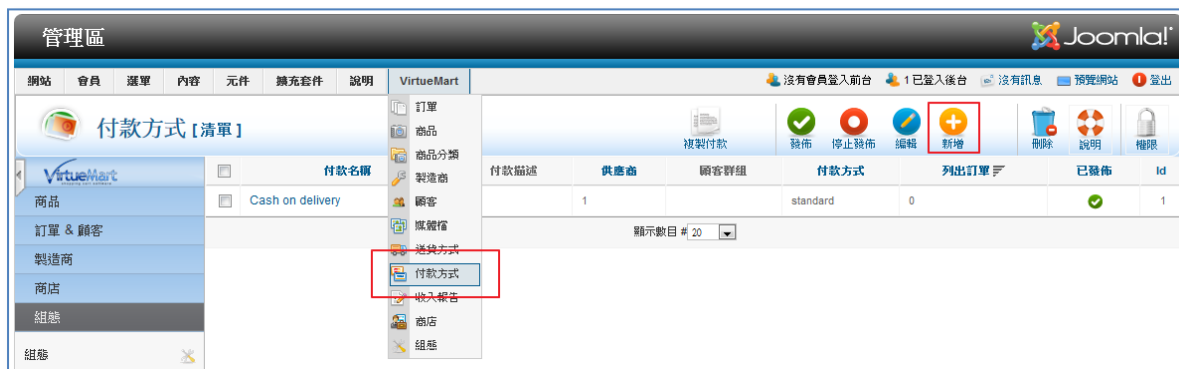 管理區
Joomla!
網站 會員 選單 內容 元件 擴充套件 說明 VirtueMart 沒有會員登入前台 1 已登入後台 沒有訊息 預覽網站 登出
付款方式 [清單]
複製付款 發佈 停止發佈 編輯 新增 刪除 說明 權限
VirtueMart
付款名稱 付款描述 供應商 顧客群組 付款方式 列出訂單 已發佈 Id
Cash on delivery 1 standard 0 1
顯示數目 # 20
商品
訂單 & 顧客
製造商
商店
組態
組態
訂單
商品
商品分類
製造商
顧客
媒體檔
送貨方式
付款方式
收入報告
商店
組態